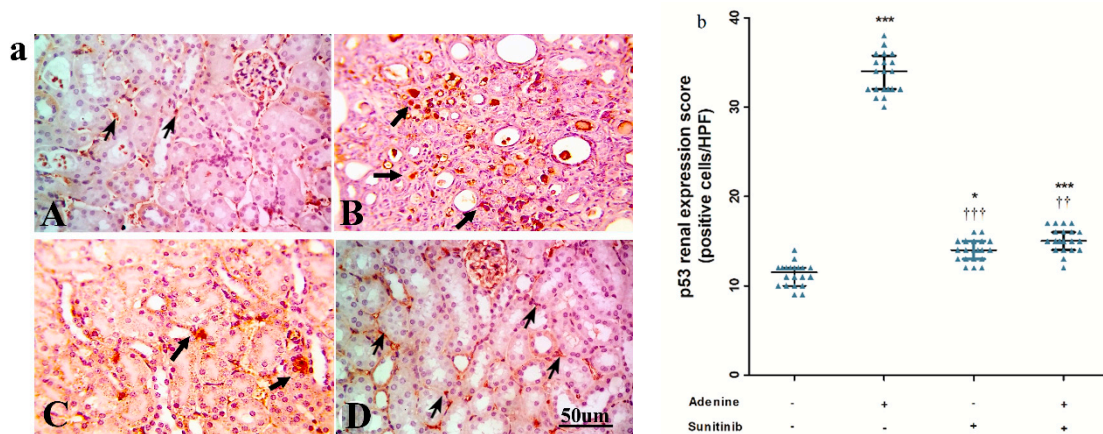 a
A
B
C
D
50um
b
p53 renal expression score
(positive cells/HPF)
40
30
20
10
0
***
*
†††
***
††
Adenine - + - +
Sunitinib - - + +